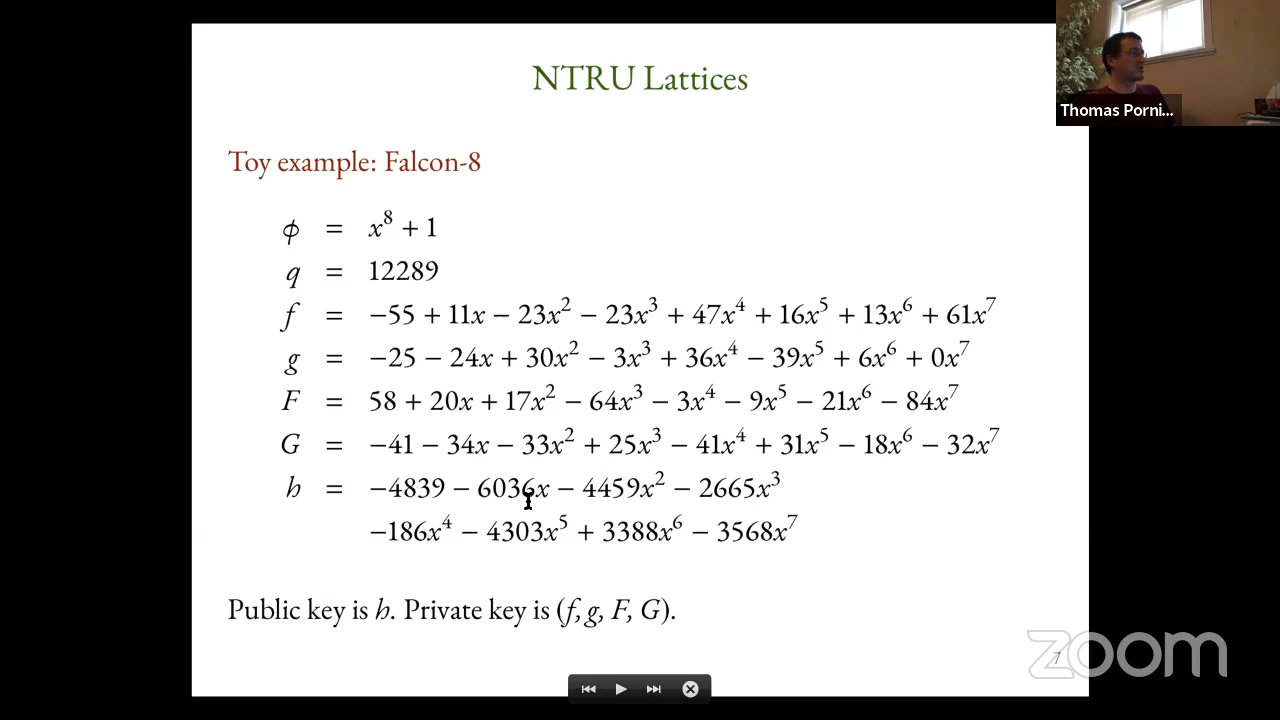 NTRU Lattices
Thomas Porni...
Toy example: Falcon-8
ϕ = x⁸ + 1
q = 12289
f = −55 + 11x − 23x² − 23x³ + 47x⁴ + 16x⁵ + 13x⁶ + 61x⁷
g = −25 − 24x + 30x² − 3x³ + 36x⁴ − 39x⁵ + 6x⁶ + 0x⁷
F = 58 + 20x + 17x² − 64x³ − 3x⁴ − 9x⁵ − 21x⁶ − 84x⁷
G = −41 − 34x − 33x² + 25x³ − 41x⁴ + 31x⁵ − 18x⁶ − 32x⁷
h = −4839 − 6036x − 4459x² − 2665x³
−186x⁴ − 4303x⁵ + 3388x⁶ − 3568x⁷
Public key is h. Private key is (f, g, F, G).
7
zoom